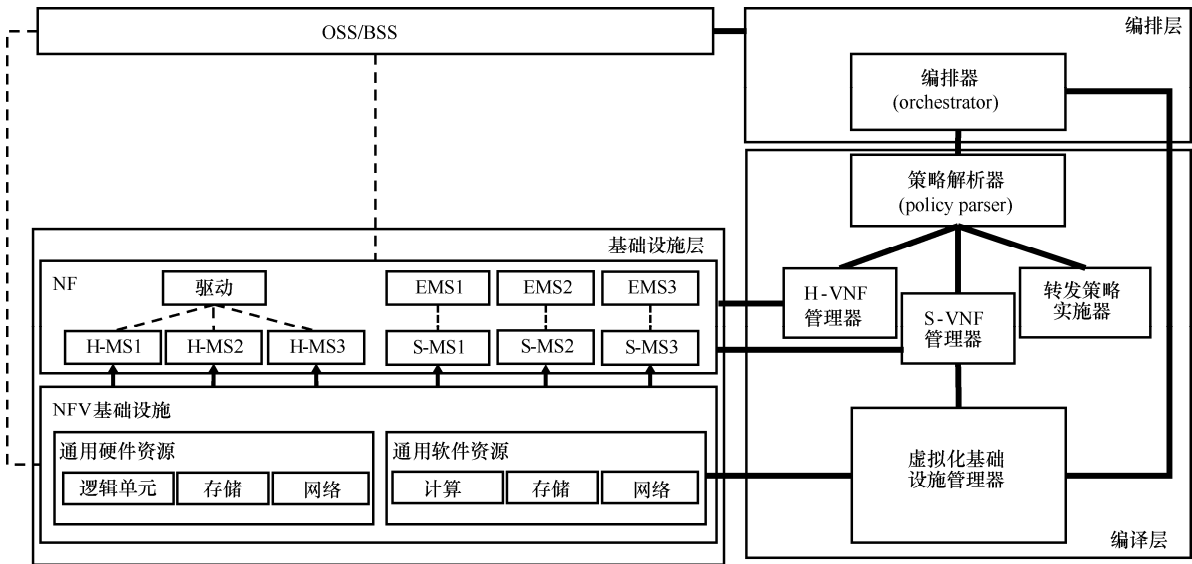 OSS/BSS
编排层
编排器
(orchestrator)
策略解析器
(policy parser)
基础设施层
NF
驱动
EMS1
EMS2
EMS3
H-VNF
管理器
S-VNF
管理器
转发策略
实施器
H-MS1
H-MS2
H-MS3
S-MS1
S-MS2
S-MS3
NFV基础设施
通用硬件资源
逻辑单元
存储
网络
通用软件资源
计算
存储
网络
虚拟化基础
设施管理器
编译层